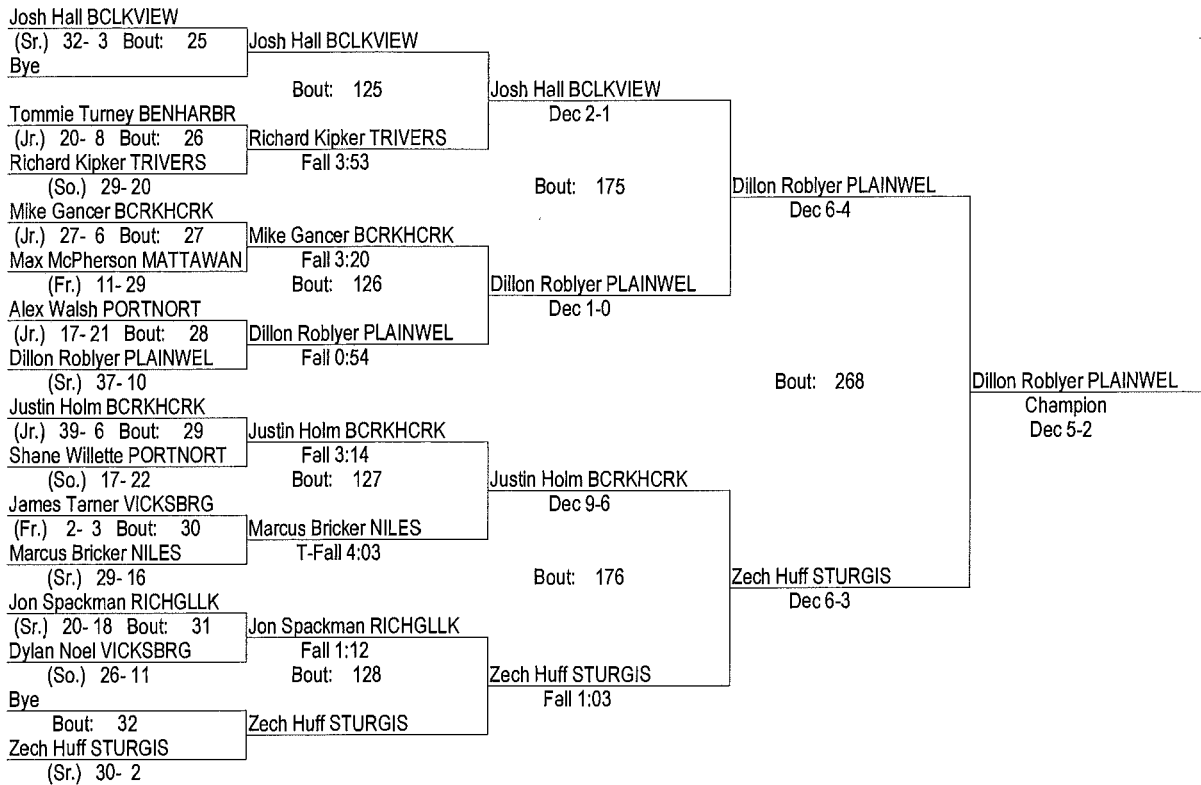 Josh Hall BCLKVIEW
(Sr.) 32- 3 Bout: 25
Bye
Josh Hall BCLKVIEW
Bout: 125
Tommie Turney BENHARBR
(Jr.) 20- 8 Bout: 26
Richard Kipker TRIVERS
(So.) 29- 20
Richard Kipker TRIVERS
Fall 3:53
Josh Hall BCLKVIEW
Dec 2-1
Bout: 175
Mike Gancer BCRKHCRK
(Jr.) 27- 6 Bout: 27
Max McPherson MATTAWAN
(Fr.) 11- 29
Mike Gancer BCRKHCRK
Fall 3:20
Bout: 126
Alex Walsh PORTNORT
(Jr.) 17- 21 Bout: 28
Dillon Roblyer PLAINWEL
(Sr.) 37- 10
Dillon Roblyer PLAINWEL
Fall 0:54
Dillon Roblyer PLAINWEL
Dec 1-0
Dillon Roblyer PLAINWEL
Dec 6-4
Bout: 268
Justin Holm BCRKHCRK
(Jr.) 39- 6 Bout: 29
Shane Willette PORTNORT
(So.) 17- 22
Justin Holm BCRKHCRK
Fall 3:14
Bout: 127
James Tarner VICKSBRG
(Fr.) 2- 3 Bout: 30
Marcus Bricker NILES
(Sr.) 29- 16
Marcus Bricker NILES
T-Fall 4:03
Justin Holm BCRKHCRK
Dec 9-6
Bout: 176
Jon Spackman RICHGLLK
(Sr.) 20- 18 Bout: 31
Dylan Noel VICKSBRG
(So.) 26- 11
Jon Spackman RICHGLLK
Fall 1:12
Bout: 128
Bye
Bout: 32
Zech Huff STURGIS
(Sr.) 30- 2
Zech Huff STURGIS
Zech Huff STURGIS
Fall 1:03
Zech Huff STURGIS
Dec 6-3
Dillon Roblyer PLAINWEL
Champion
Dec 5-2